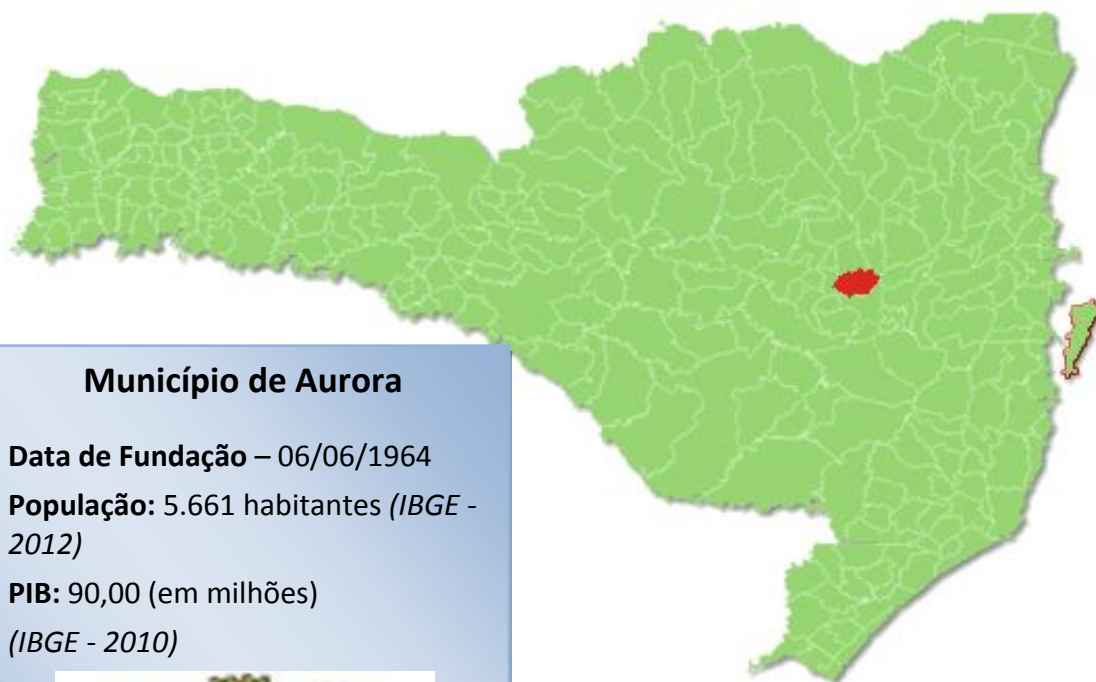 Município de Aurora
Data de Fundação – 06/06/1964
População: 5.661 habitantes (IBGE -
2012)
PIB: 90,00 (em milhões)
(IBGE - 2010)